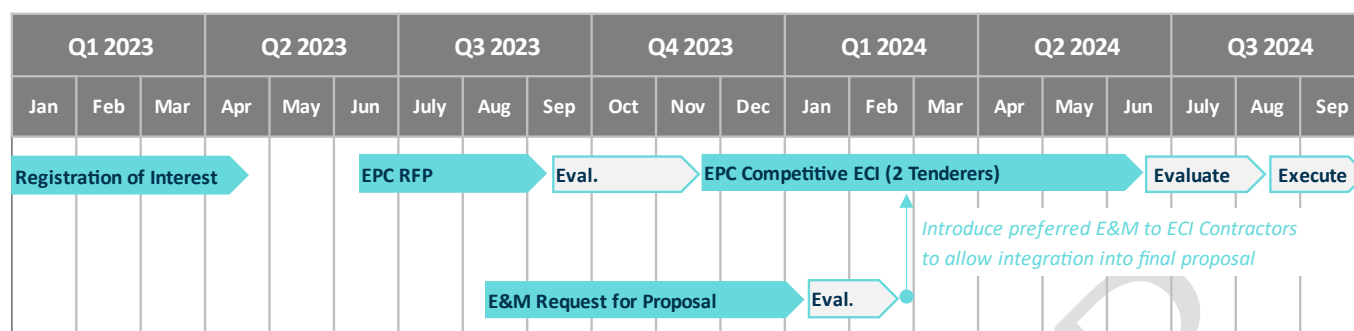 Q1 2023 Q2 2023 Q3 2023 Q4 2023 Q1 2024 Q2 2024 Q3 2024
Jan Feb Mar Apr May Jun July Aug Sep Oct Nov Dec Jan Feb Mar Apr May Jun July Aug Sep
Registration of Interest EPC RFP Eval. EPC Competitive ECI (2 Tenderers) Evaluate Execute
Introduce preferred E&M to ECI Contractors
to allow integration into final proposal
E&M Request for Proposal Eval.